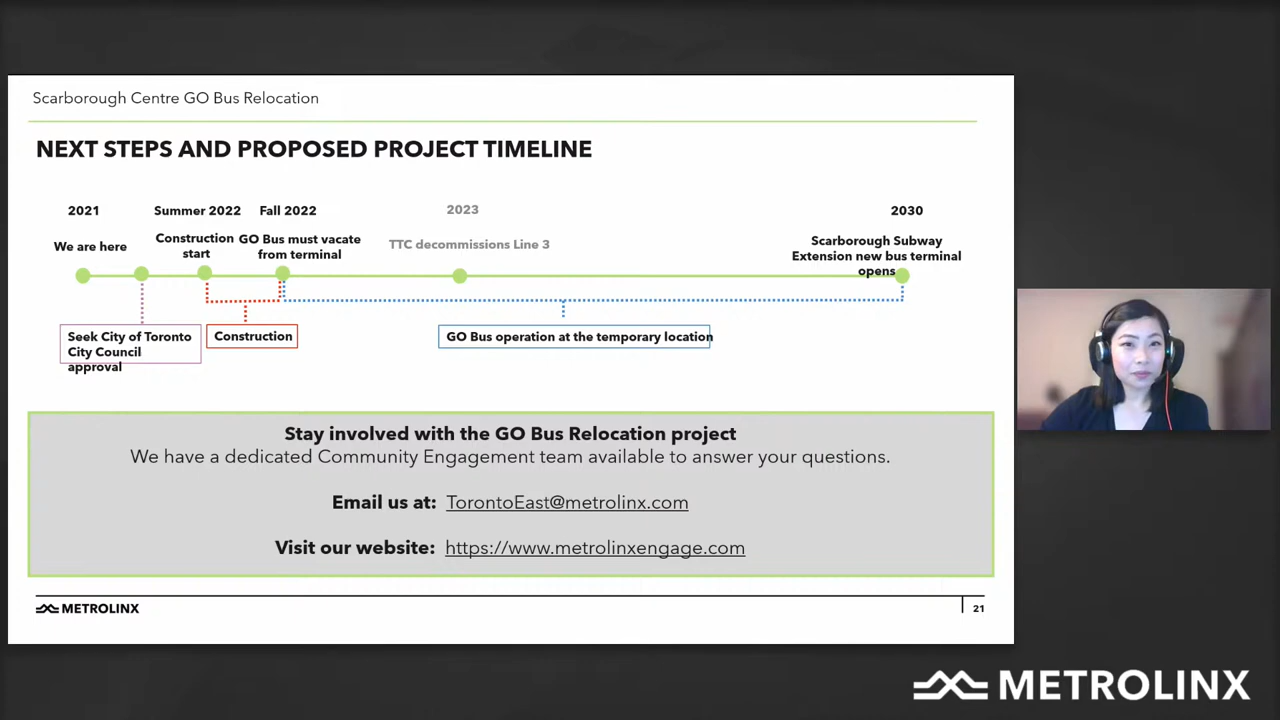 Scarborough Centre GO Bus Relocation
NEXT STEPS AND PROPOSED PROJECT TIMELINE
2021
Summer 2022
Fall 2022
2023
2030
We are here
Construction
start
GO Bus must vacate
from terminal
TTC decommissions Line 3
Scarborough Subway
Extension new bus terminal
opens
Seek City of Toronto
City Council
approval
Construction
GO Bus operation at the temporary location
Stay involved with the GO Bus Relocation project
We have a dedicated Community Engagement team available to answer your questions.
Email us at: TorontoEast@metrolinx.com
Visit our website: https://www.metrolinxengage.com
METROLINX
21
METROLINX